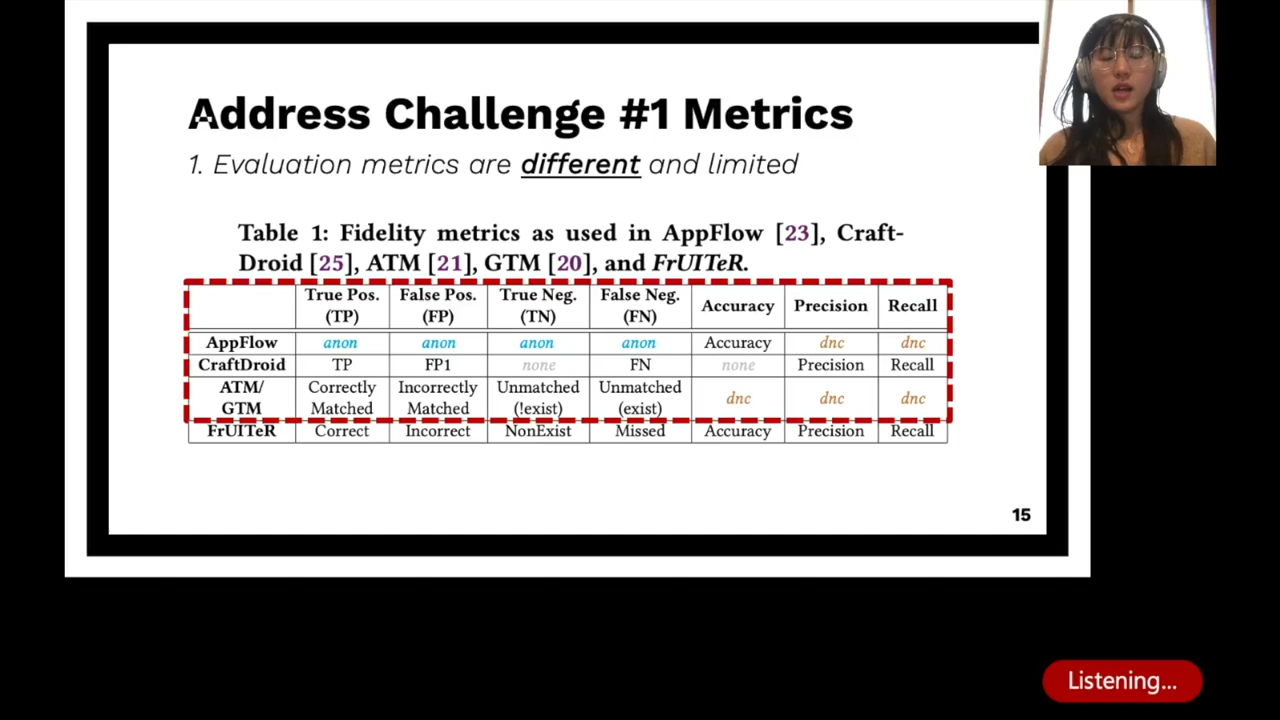 Address Challenge #1 Metrics
1. Evaluation metrics are different and limited
Table 1: Fidelity metrics as used in AppFlow [23], Craft-
Droid [25], ATM [21], GTM [20], and FrUITeR.
True Pos. (TP) False Pos. (FP) True Neg. (TN) False Neg. (FN) Accuracy Precision Recall
AppFlow anon anon anon anon Accuracy dnc dnc
CraftDroid TP FP1 none FN none Precision Recall
ATM/ GTM Correctly Matched Incorrectly Matched Unmatched (!exist) Unmatched (exist) dnc dnc dnc
FrUITeR Correct Incorrect NonExist Missed Accuracy Precision Recall
15
Listening...